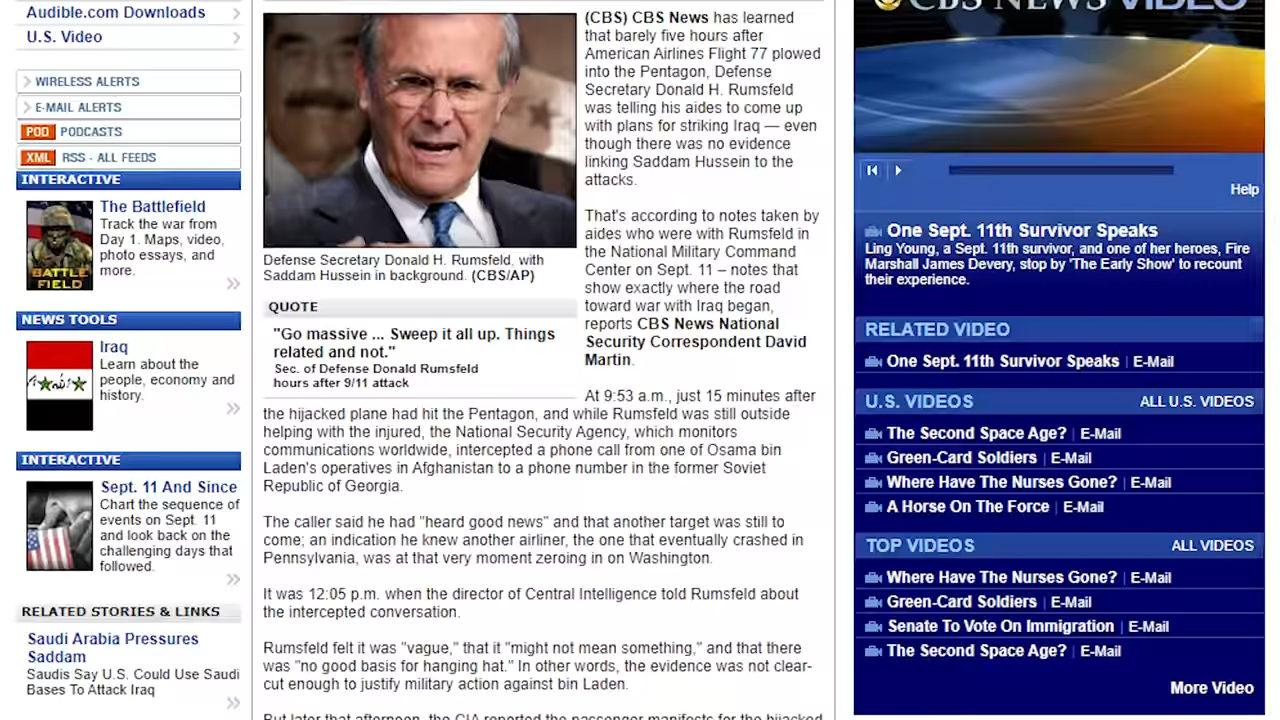 Audible.com Downloads
U.S. Video
WIRELESS ALERTS
E-MAIL ALERTS
POD PODCASTS
XML RSS - ALL FEEDS
INTERACTIVE
The Battlefield
Track the war from
Day 1. Maps, video,
photo essays, and
more.
BATTLE
FIELD
NEWS TOOLS
Iraq
Learn about the
people, economy and
history.
INTERACTIVE
Sept. 11 And Since
Chart the sequence of
events on Sept. 11
and look back on the
challenging days that
followed.
RELATED STORIES & LINKS
Saudi Arabia Pressures
Saddam
Saudis Say U.S. Could Use Saudi
Bases To Attack Iraq
Defense Secretary Donald H. Rumsfeld, with
Saddam Hussein in background. (CBS/AP)
QUOTE
"Go massive ... Sweep it all up. Things
related and not."
Sec. of Defense Donald Rumsfeld
hours after 9/11 attack
(CBS) CBS News has learned
that barely five hours after
American Airlines Flight 77 plowed
into the Pentagon, Defense
Secretary Donald H. Rumsfeld
was telling his aides to come up
with plans for striking Iraq — even
though there was no evidence
linking Saddam Hussein to the
attacks.
That's according to notes taken by
aides who were with Rumsfeld in
the National Military Command
Center on Sept. 11 – notes that
show exactly where the road
toward war with Iraq began,
reports CBS News National
Security Correspondent David
Martin.
At 9:53 a.m., just 15 minutes after
the hijacked plane had hit the Pentagon, and while Rumsfeld was still outside
helping with the injured, the National Security Agency, which monitors
communications worldwide, intercepted a phone call from one of Osama bin
Laden's operatives in Afghanistan to a phone number in the former Soviet
Republic of Georgia.
The caller said he had "heard good news" and that another target was still to
come; an indication he knew another airliner, the one that eventually crashed in
Pennsylvania, was at that very moment zeroing in on Washington.
It was 12:05 p.m. when the director of Central Intelligence told Rumsfeld about
the intercepted conversation.
Rumsfeld felt it was "vague," that it "might not mean something," and that there
was "no good basis for hanging hat." In other words, the evidence was not clear-
cut enough to justify military action against bin Laden.
But later that afternoon, the CIA reported the passenger manifests for the hijacked
CBS NEWS VIDEO
Help
One Sept. 11th Survivor Speaks
Ling Young, a Sept. 11th survivor, and one of her heroes, Fire
Marshall James Devery, stop by 'The Early Show' to recount
their experience.
RELATED VIDEO
One Sept. 11th Survivor Speaks | E-Mail
U.S. VIDEOS ALL U.S. VIDEOS
The Second Space Age? | E-Mail
Green-Card Soldiers | E-Mail
Where Have The Nurses Gone? | E-Mail
A Horse On The Force | E-Mail
TOP VIDEOS ALL VIDEOS
Where Have The Nurses Gone? | E-Mail
Green-Card Soldiers | E-Mail
Senate To Vote On Immigration | E-Mail
The Second Space Age? | E-Mail
More Video